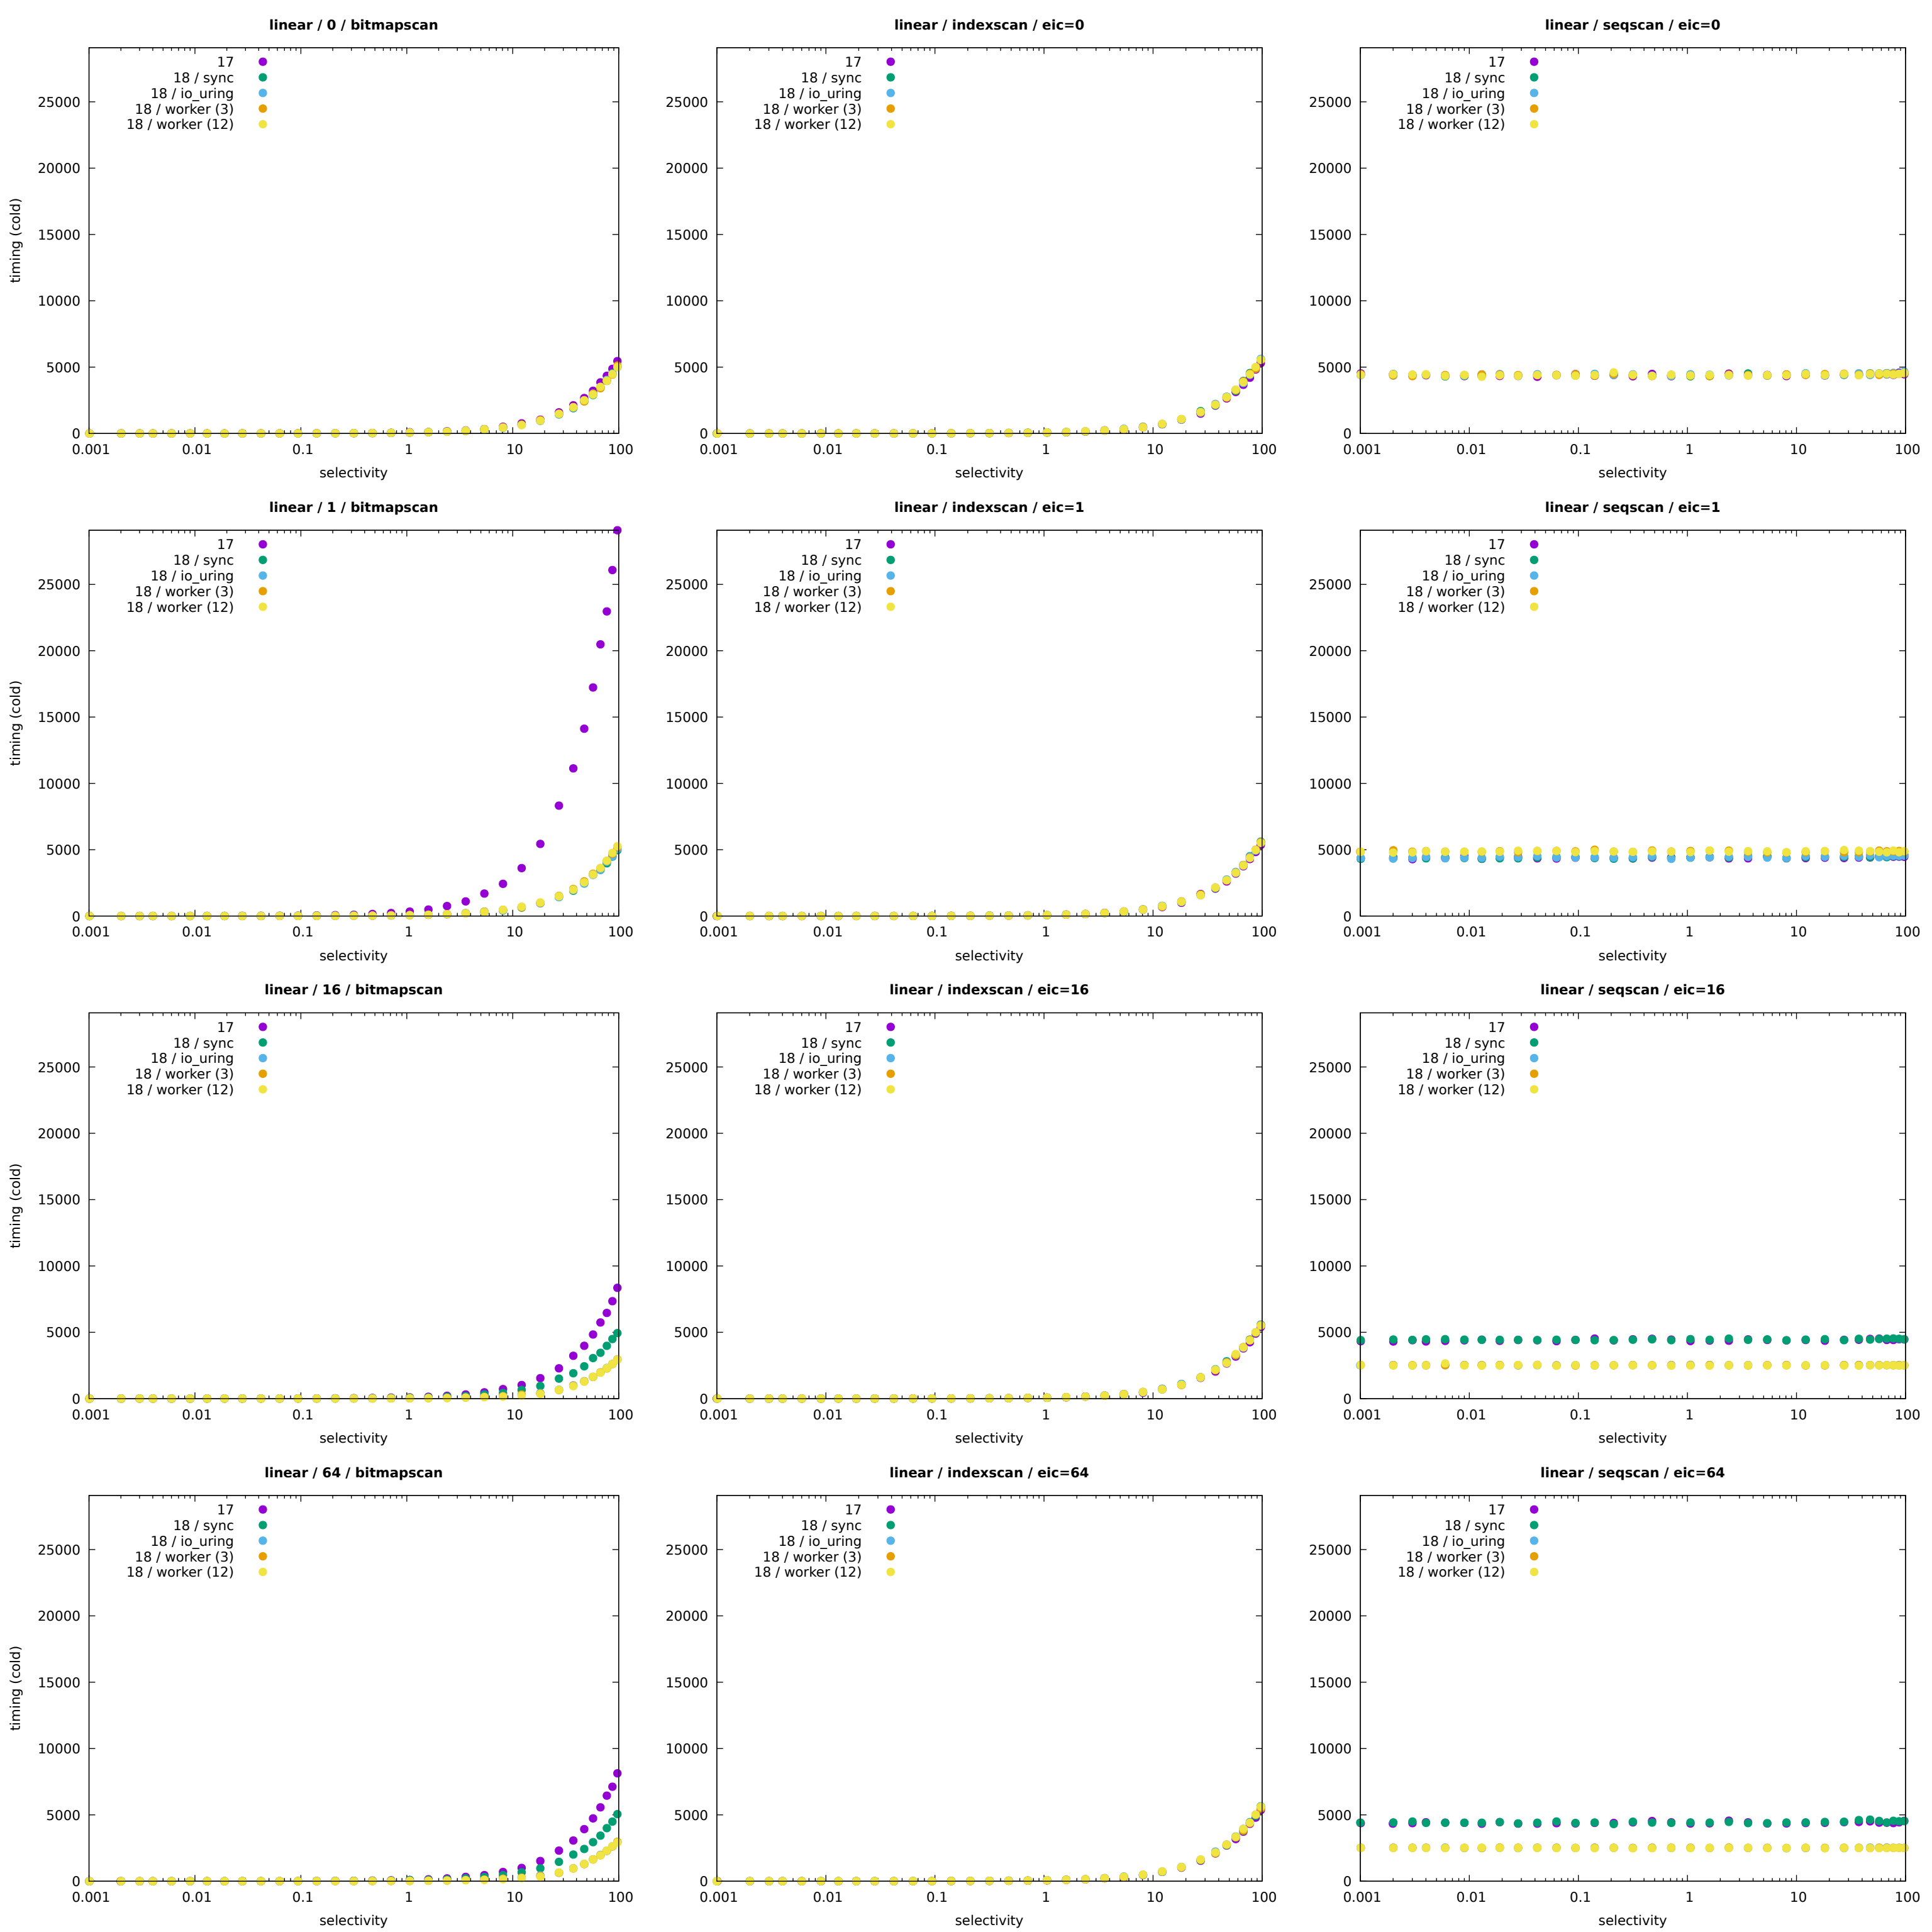 linear / 0 / bitmapscan
timing (cold)
25000
20000
15000
10000
5000
0
17
18 / sync
18 / io_uring
18 / worker (3)
18 / worker (12)
0.001 0.01 0.1 1 10 100
selectivity
linear / indexscan / eic=0
25000
20000
15000
10000
5000
0
17
18 / sync
18 / io_uring
18 / worker (3)
18 / worker (12)
0.001 0.01 0.1 1 10 100
selectivity
linear / seqscan / eic=0
25000
20000
15000
10000
5000
0
17
18 / sync
18 / io_uring
18 / worker (3)
18 / worker (12)
0.001 0.01 0.1 1 10 100
selectivity
linear / 1 / bitmapscan
timing (cold)
25000
20000
15000
10000
5000
0
17
18 / sync
18 / io_uring
18 / worker (3)
18 / worker (12)
0.001 0.01 0.1 1 10 100
selectivity
linear / indexscan / eic=1
25000
20000
15000
10000
5000
0
17
18 / sync
18 / io_uring
18 / worker (3)
18 / worker (12)
0.001 0.01 0.1 1 10 100
selectivity
linear / seqscan / eic=1
25000
20000
15000
10000
5000
0
17
18 / sync
18 / io_uring
18 / worker (3)
18 / worker (12)
0.001 0.01 0.1 1 10 100
selectivity
linear / 16 / bitmapscan
timing (cold)
25000
20000
15000
10000
5000
0
17
18 / sync
18 / io_uring
18 / worker (3)
18 / worker (12)
0.001 0.01 0.1 1 10 100
selectivity
linear / indexscan / eic=16
25000
20000
15000
10000
5000
0
17
18 / sync
18 / io_uring
18 / worker (3)
18 / worker (12)
0.001 0.01 0.1 1 10 100
selectivity
linear / seqscan / eic=16
25000
20000
15000
10000
5000
0
17
18 / sync
18 / io_uring
18 / worker (3)
18 / worker (12)
0.001 0.01 0.1 1 10 100
selectivity
linear / 64 / bitmapscan
timing (cold)
25000
20000
15000
10000
5000
0
17
18 / sync
18 / io_uring
18 / worker (3)
18 / worker (12)
0.001 0.01 0.1 1 10 100
selectivity
linear / indexscan / eic=64
25000
20000
15000
10000
5000
0
17
18 / sync
18 / io_uring
18 / worker (3)
18 / worker (12)
0.001 0.01 0.1 1 10 100
selectivity
linear / seqscan / eic=64
25000
20000
15000
10000
5000
0
17
18 / sync
18 / io_uring
18 / worker (3)
18 / worker (12)
0.001 0.01 0.1 1 10 100
selectivity